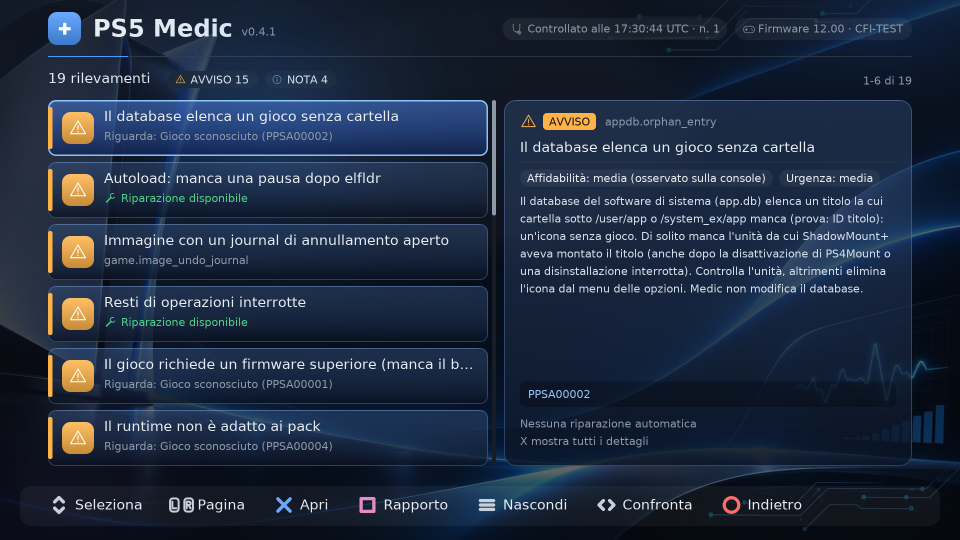 PS5 Medic v0.4.1
Controllato alle 17:30:44 UTC · n. 1
Firmware 12.00 · CFI-TEST
19 rilevamenti
AVVISO 15
NOTA 4
1-6 di 19
Il database elenca un gioco senza cartella
Riguarda: Gioco sconosciuto (PPSA00002)
Autoload: manca una pausa dopo elfldr
Riparazione disponibile
Immagine con un journal di annullamento aperto
game.image_undo_journal
Resti di operazioni interrotte
Riparazione disponibile
Il gioco richiede un firmware superiore (manca il b…
Riguarda: Gioco sconosciuto (PPSA00001)
Il runtime non è adatto ai pack
Riguarda: Gioco sconosciuto (PPSA00004)
AVVISO appdb.orphan_entry
Il database elenca un gioco senza cartella
Affidabilità: media (osservato sulla console)
Urgenza: media
Il database del software di sistema (app.db) elenca un titolo la cui
cartella sotto /user/app o /system_ex/app manca (prova: ID titolo):
un'icona senza gioco. Di solito manca l'unità da cui ShadowMount+
aveva montato il titolo (anche dopo la disattivazione di PS4Mount o
una disinstallazione interrotta). Controlla l'unità, altrimenti elimina
l'icona dal menu delle opzioni. Medic non modifica il database.
PPSA00002
Nessuna riparazione automatica
X mostra tutti i dettagli
Seleziona
L R Pagina
Apri
Rapporto
Nascondi
Confronta
Indietro